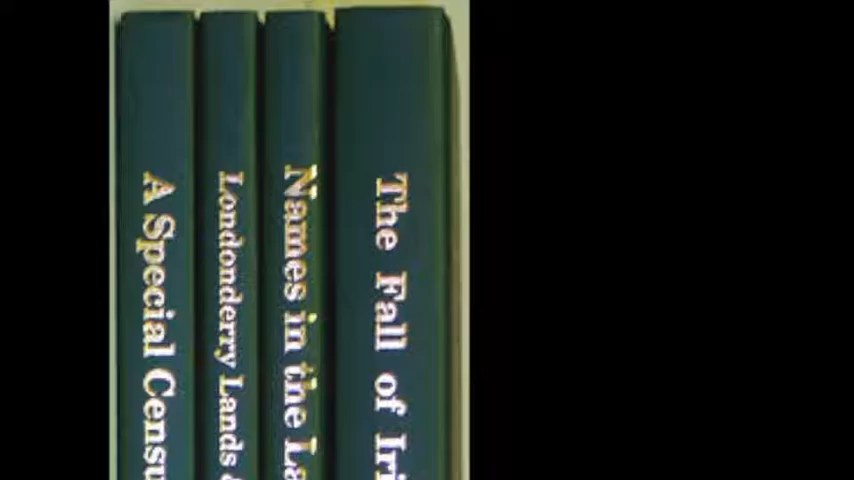 A Special Censu
Londonderry Lands &
Names in the La
The Fall of Iri